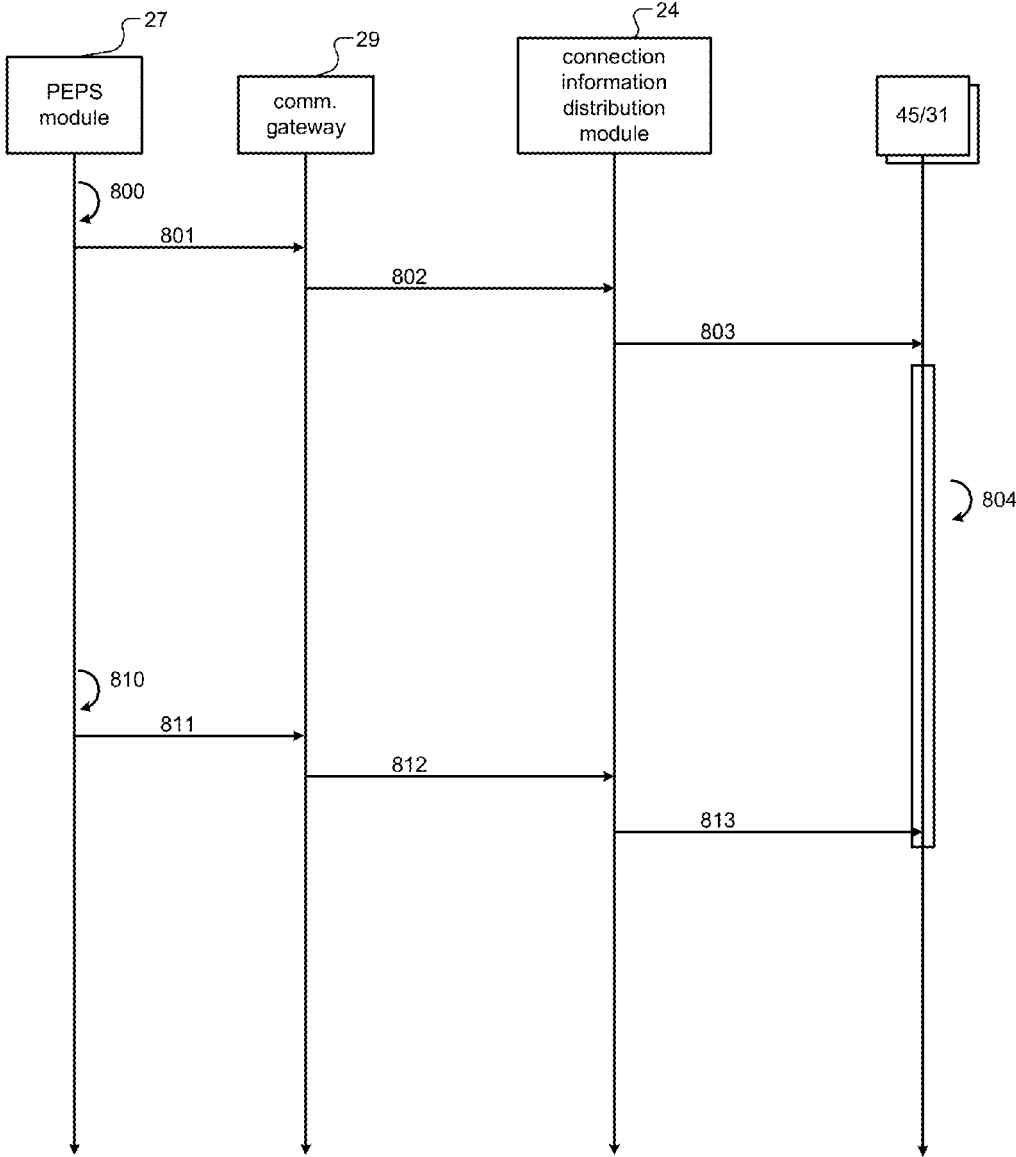 27
29
24
PEPS
module
comm.
gateway
connection
information
distribution
module
45/31
800
801
802
803
804
810
811
812
813